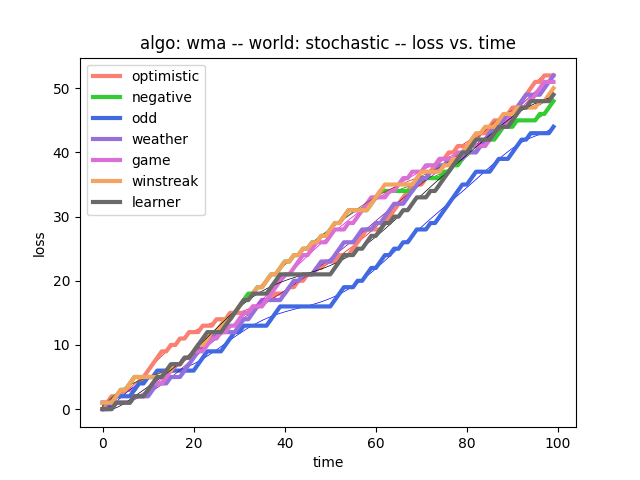 algo: wma -- world: stochastic -- loss vs. time
optimistic
negative
odd
weather
game
winstreak
learner
loss
50
40
30
20
10
0
0 20 40 60 80 100
time